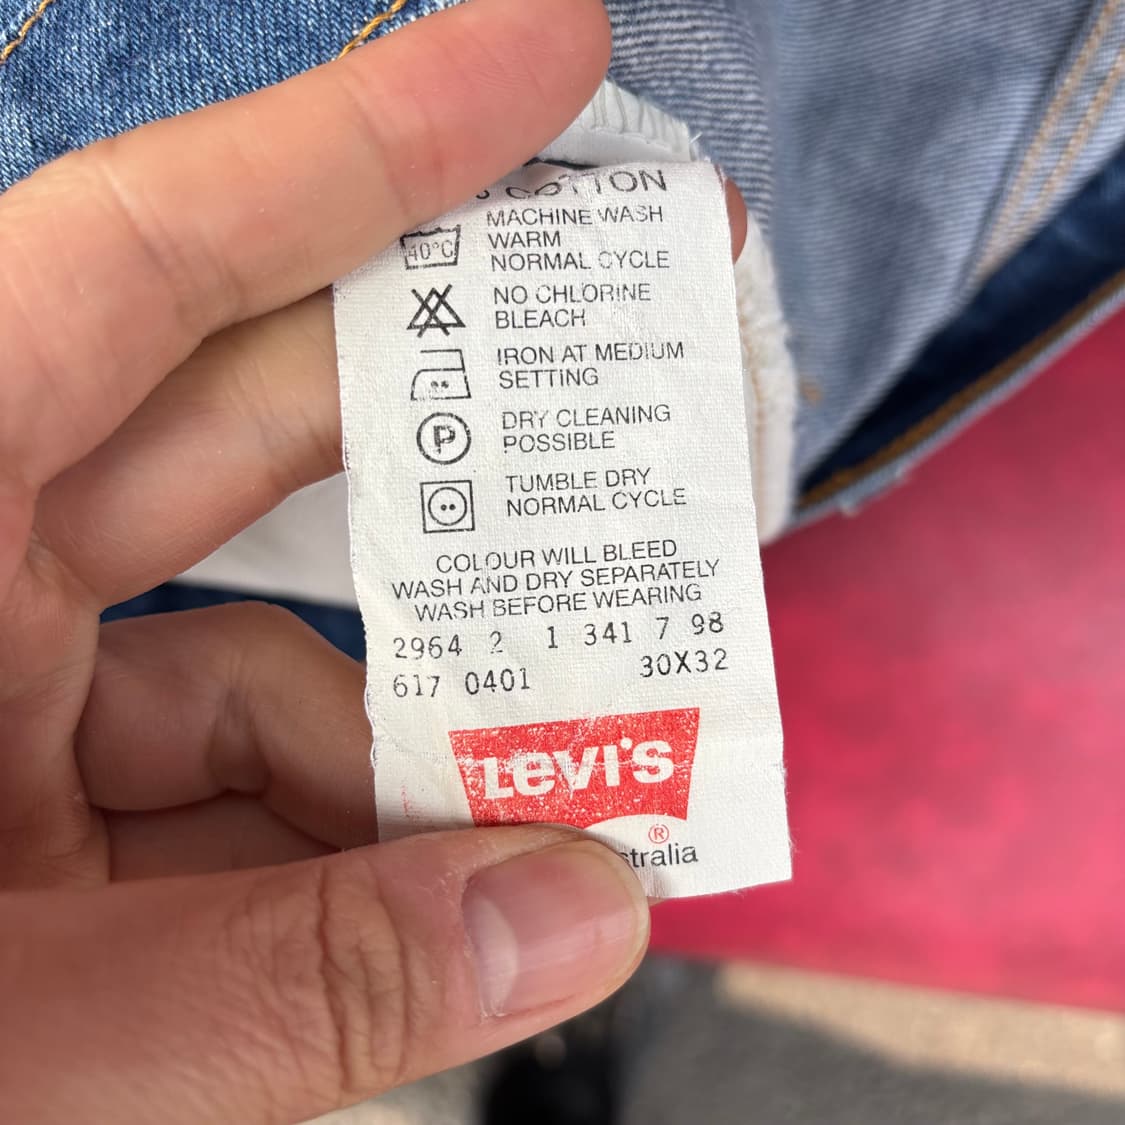 COTTON
MACHINE WASH
WARM
40°C
NORMAL CYCLE
NO CHLORINE
BLEACH
IRON AT MEDIUM
SETTING
DRY CLEANING
P
POSSIBLE
TUMBLE DRY
NORMAL CYCLE
COLOUR WILL BLEED
WASH AND DRY SEPARATELY
WASH BEFORE WEARING
2964 2 1 341 7 98
617 0401 30X32
LEVI'S
®
stralia